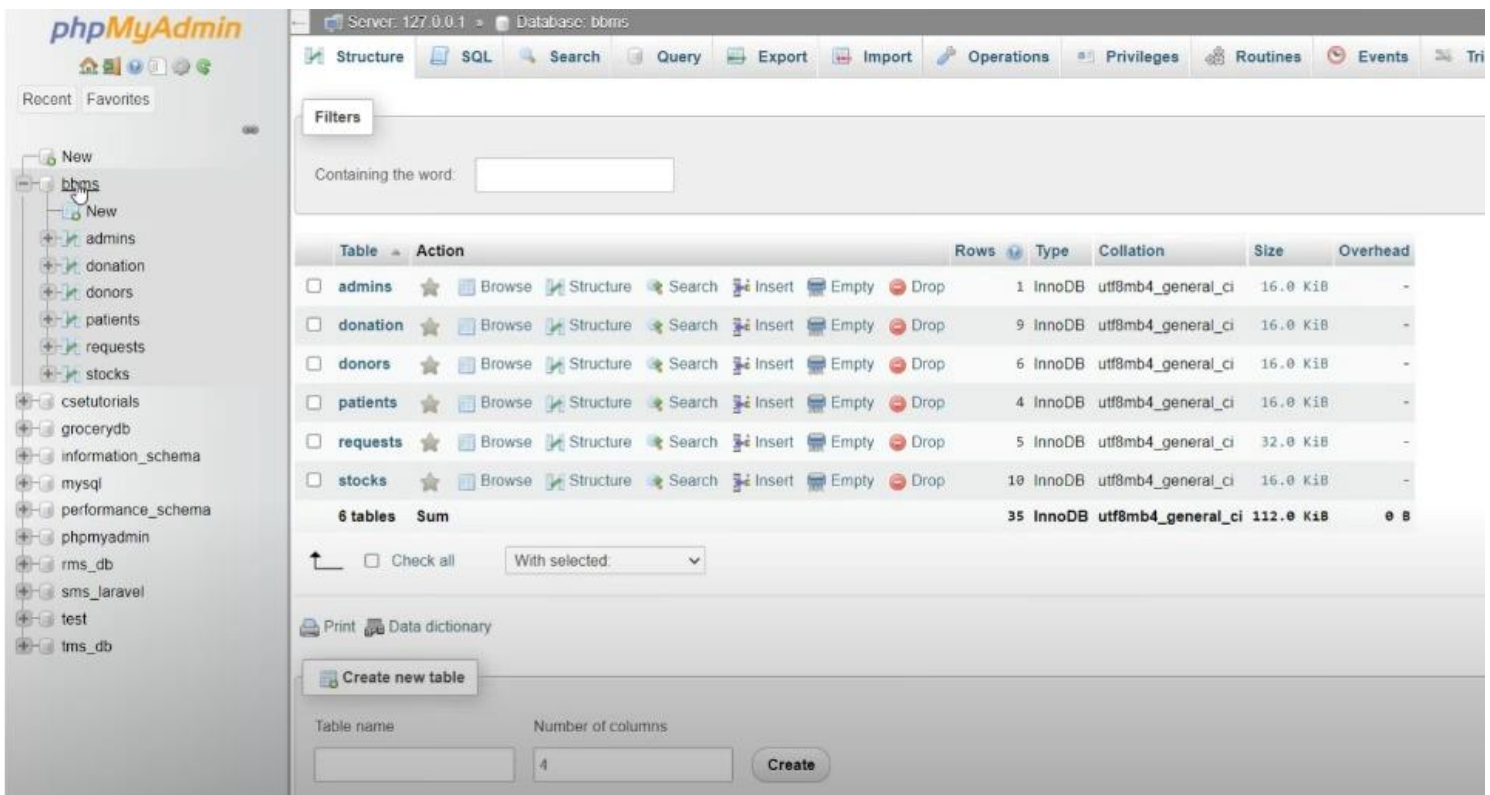 phpMyAdmin
Recent Favorites
New
bbms
New
admins
donation
donors
patients
requests
stocks
csetutorials
grocerydb
information_schema
mysql
performance_schema
phpmyadmin
rms_db
sms_laravel
test
tms_db
Server: 127.0.0.1 » Database: bbms
Structure SQL Search Query Export Import Operations Privileges Routines Events Tri
Filters
Containing the word:
Table Action Rows Type Collation Size Overhead
admins Browse Structure Search Insert Empty Drop 1 InnoDB utf8mb4_general_ci 16.0 KiB -
donation Browse Structure Search Insert Empty Drop 9 InnoDB utf8mb4_general_ci 16.0 KiB -
donors Browse Structure Search Insert Empty Drop 6 InnoDB utf8mb4_general_ci 16.0 KiB -
patients Browse Structure Search Insert Empty Drop 4 InnoDB utf8mb4_general_ci 16.0 KiB -
requests Browse Structure Search Insert Empty Drop 5 InnoDB utf8mb4_general_ci 32.0 KiB -
stocks Browse Structure Search Insert Empty Drop 10 InnoDB utf8mb4_general_ci 16.0 KiB -
6 tables Sum 35 InnoDB utf8mb4_general_ci 112.0 KiB 0 B
Check all With selected:
Print Data dictionary
Create new table
Table name Number of columns
4 Create